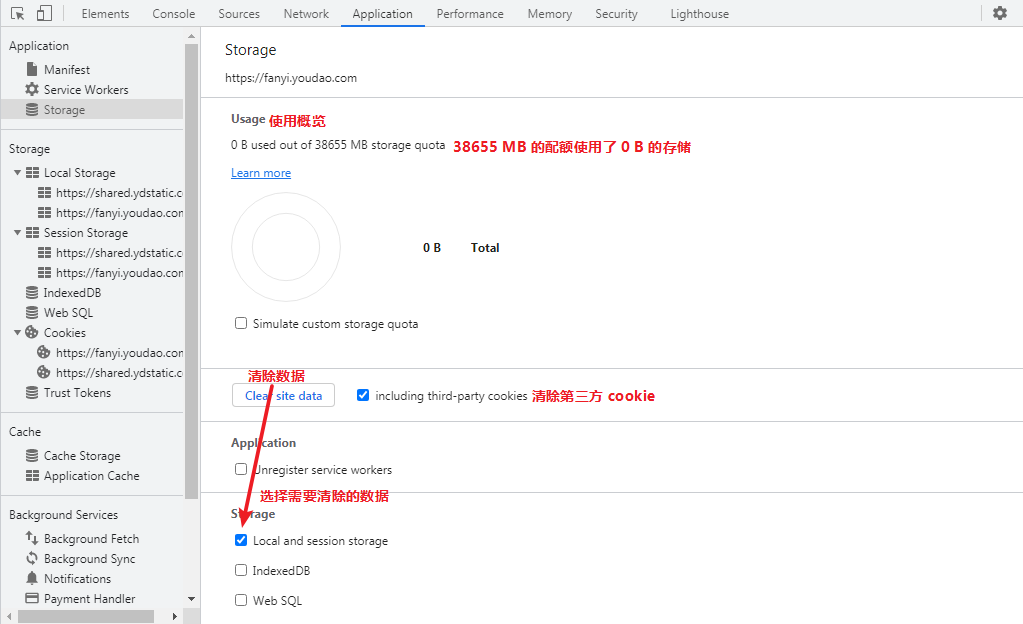 Elements Console Sources Network Application Performance Memory Security Lighthouse
Application
Manifest
Service Workers
Storage
Storage
Local Storage
https://shared.ydstatic.c
https://fanyi.youdao.com
Session Storage
https://shared.ydstatic.c
https://fanyi.youdao.com
IndexedDB
Web SQL
Cookies
https://fanyi.youdao.com
https://shared.ydstatic.c
Trust Tokens
Cache
Cache Storage
Application Cache
Background Services
Background Fetch
Background Sync
Notifications
Payment Handler
Storage
https://fanyi.youdao.com
Usage 使用概览
0 B used out of 38655 MB storage quota 38655 MB 的配额使用了 0 B 的存储
Learn more
0 B Total
Simulate custom storage quota
清除数据
Clear site data including third-party cookies 清除第三方 cookie
Application
Unregister service workers
选择需要清除的数据
Storage
Local and session storage
IndexedDB
Web SQL